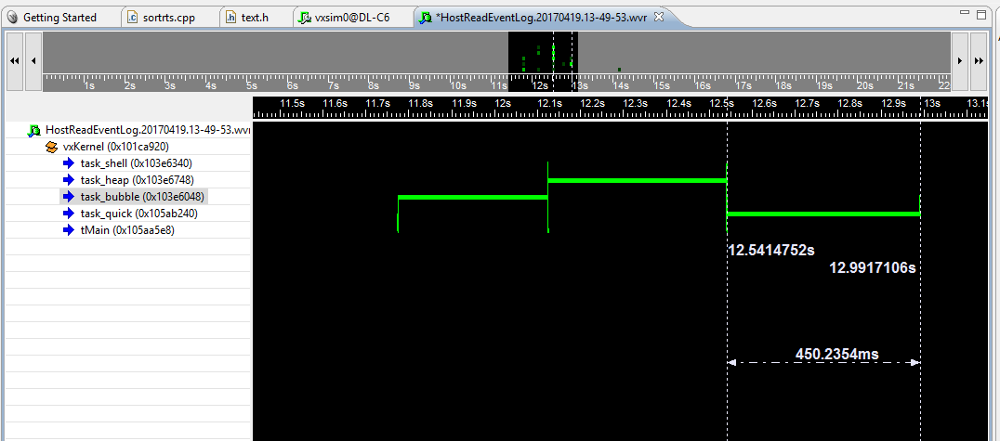 Getting Started sortrts.cpp text.h vxsim0@DL-C6 *HostReadEventLog.20170419.13-49-53.wvr
1s 2s 3s 4s 5s 6s 7s 8s 9s 10s 11s 12s 13s 14s 15s 16s 17s 18s 19s 20s 21s 22
11.5s 11.6s 11.7s 11.8s 11.9s 12s 12.1s 12.2s 12.3s 12.4s 12.5s 12.6s 12.7s 12.8s 12.9s 13s 13.1s
HostReadEventLog.20170419.13-49-53.wvr
vxKernel (0x101ca920)
task_shell (0x103e6340)
task_heap (0x103e6748)
task_bubble (0x103e6048)
task_quick (0x105ab240)
tMain (0x105aa5e8)
12.5414752s
12.9917106s
450.2354ms